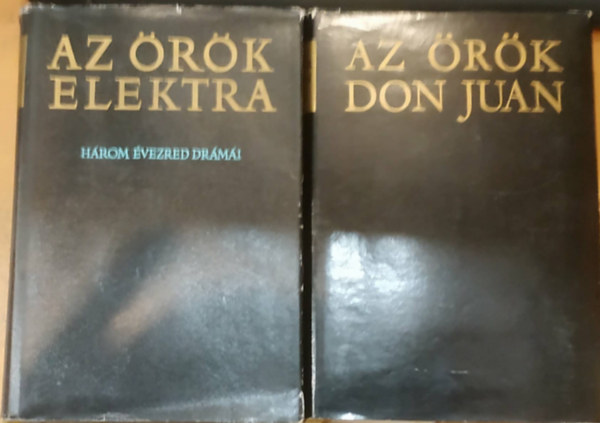 AZ ÖRÖK
ELEKTRA
HÁROM ÉVEZRED DRÁMÁI
AZ ÖRÖK
DON JUAN